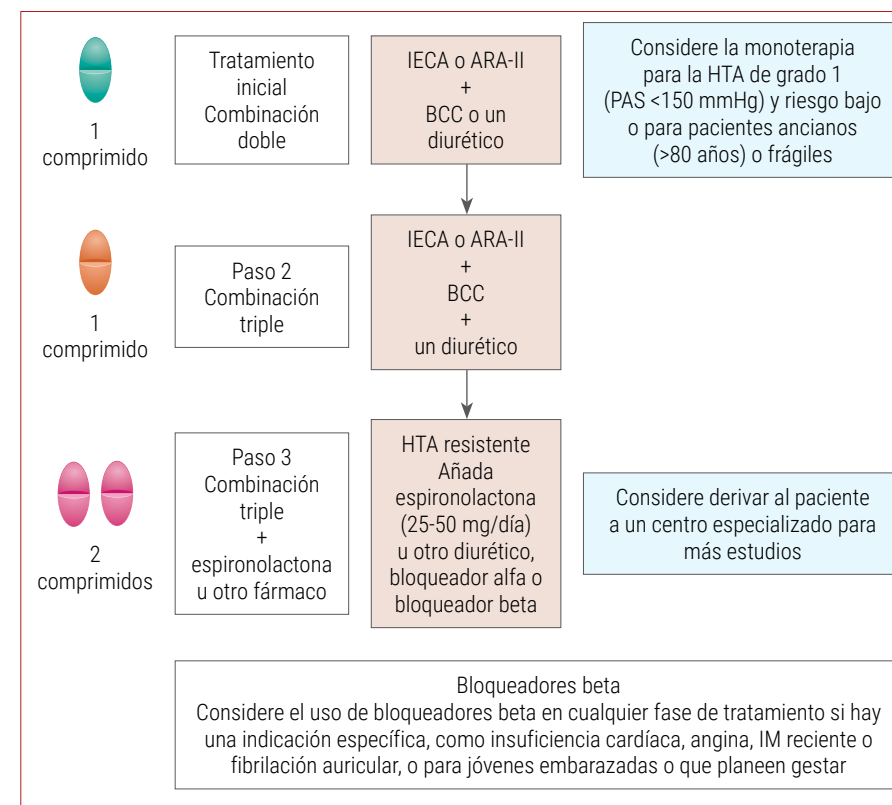 1
comprimido
Tratamiento
inicial
Combinación
doble
IECA o ARA-II
+
BCC o un
diurético
Considere la monoterapia
para la HTA de grado 1
(PAS <150 mmHg) y riesgo bajo
o para pacientes ancianos
(>80 años) o frágiles
1
comprimido
Paso 2
Combinación
triple
IECA o ARA-II
+
BCC
+
un diurético
2
comprimidos
Paso 3
Combinación
triple
+
espironolactona
u otro fármaco
HTA resistente
Añada
espironolactona
(25-50 mg/día)
u otro diurético,
bloqueador alfa o
bloqueador beta
Considere derivar al paciente
a un centro especializado para
más estudios
Bloqueadores beta
Considere el uso de bloqueadores beta en cualquier fase de tratamiento si hay
una indicación específica, como insuficiencia cardíaca, angina, IM reciente o
fibrilación auricular, o para jóvenes embarazadas o que planeen gestar